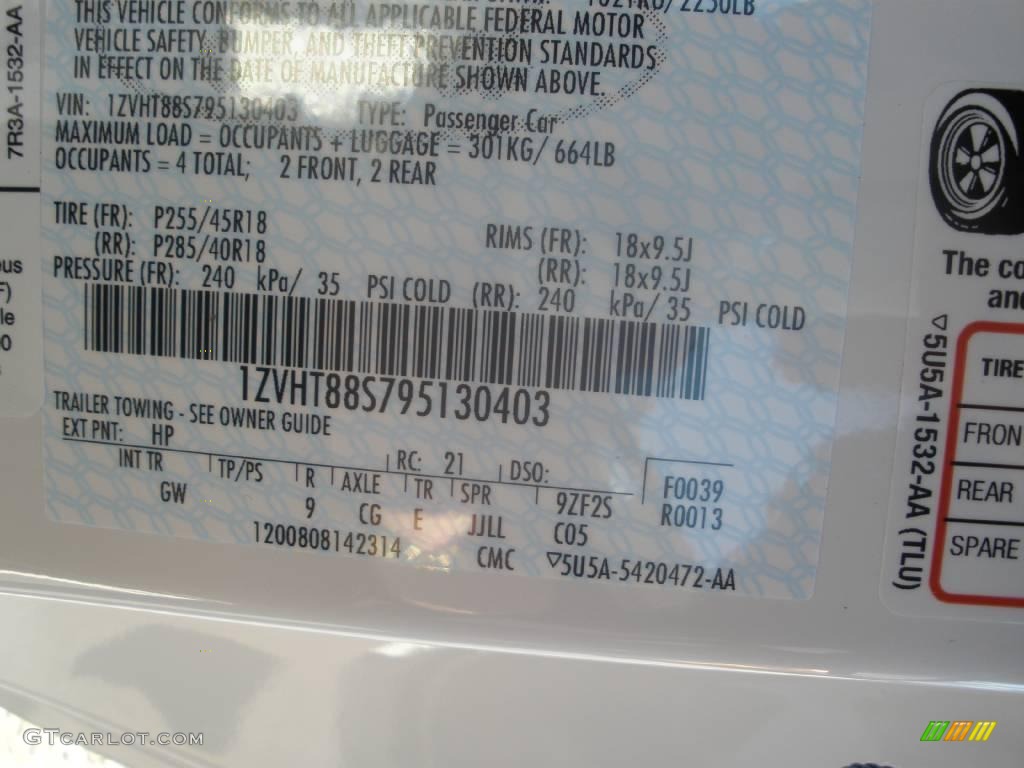 1021KG/2250LB
THIS VEHICLE CONFORMS TO ALL APPLICABLE FEDERAL MOTOR
VEHICLE SAFETY, BUMPER, AND THEFT PREVENTION STANDARDS
IN EFFECT ON THE DATE OF MANUFACTURE SHOWN ABOVE.
VIN: 1ZVHT88S795130403 TYPE: Passenger Car
MAXIMUM LOAD = OCCUPANTS + LUGGAGE = 301KG/ 664LB
OCCUPANTS = 4 TOTAL; 2 FRONT, 2 REAR
TIRE (FR): P255/45R18 RIMS (FR): 18x9.5J
(RR): P285/40R18 (RR): 18x9.5J
PRESSURE (FR): 240 kPa/ 35 PSI COLD (RR): 240 kPa/ 35 PSI COLD
1ZVHT88S795130403
TRAILER TOWING - SEE OWNER GUIDE
EXT PNT: HP RC: 21 DSO: F0039
INT TR TP/PS R AXLE TR SPR 9ZF2S R0013
GW 9 CG E JJLL C05
1200808142314 CMC 5U5A-5420472-AA
7R3A-1532-AA
ous
F)
le
0
The co
and
TIRE
FRON
REAR
SPARE
5U5A-1532-AA (TLU)
GTCARLOT.COM